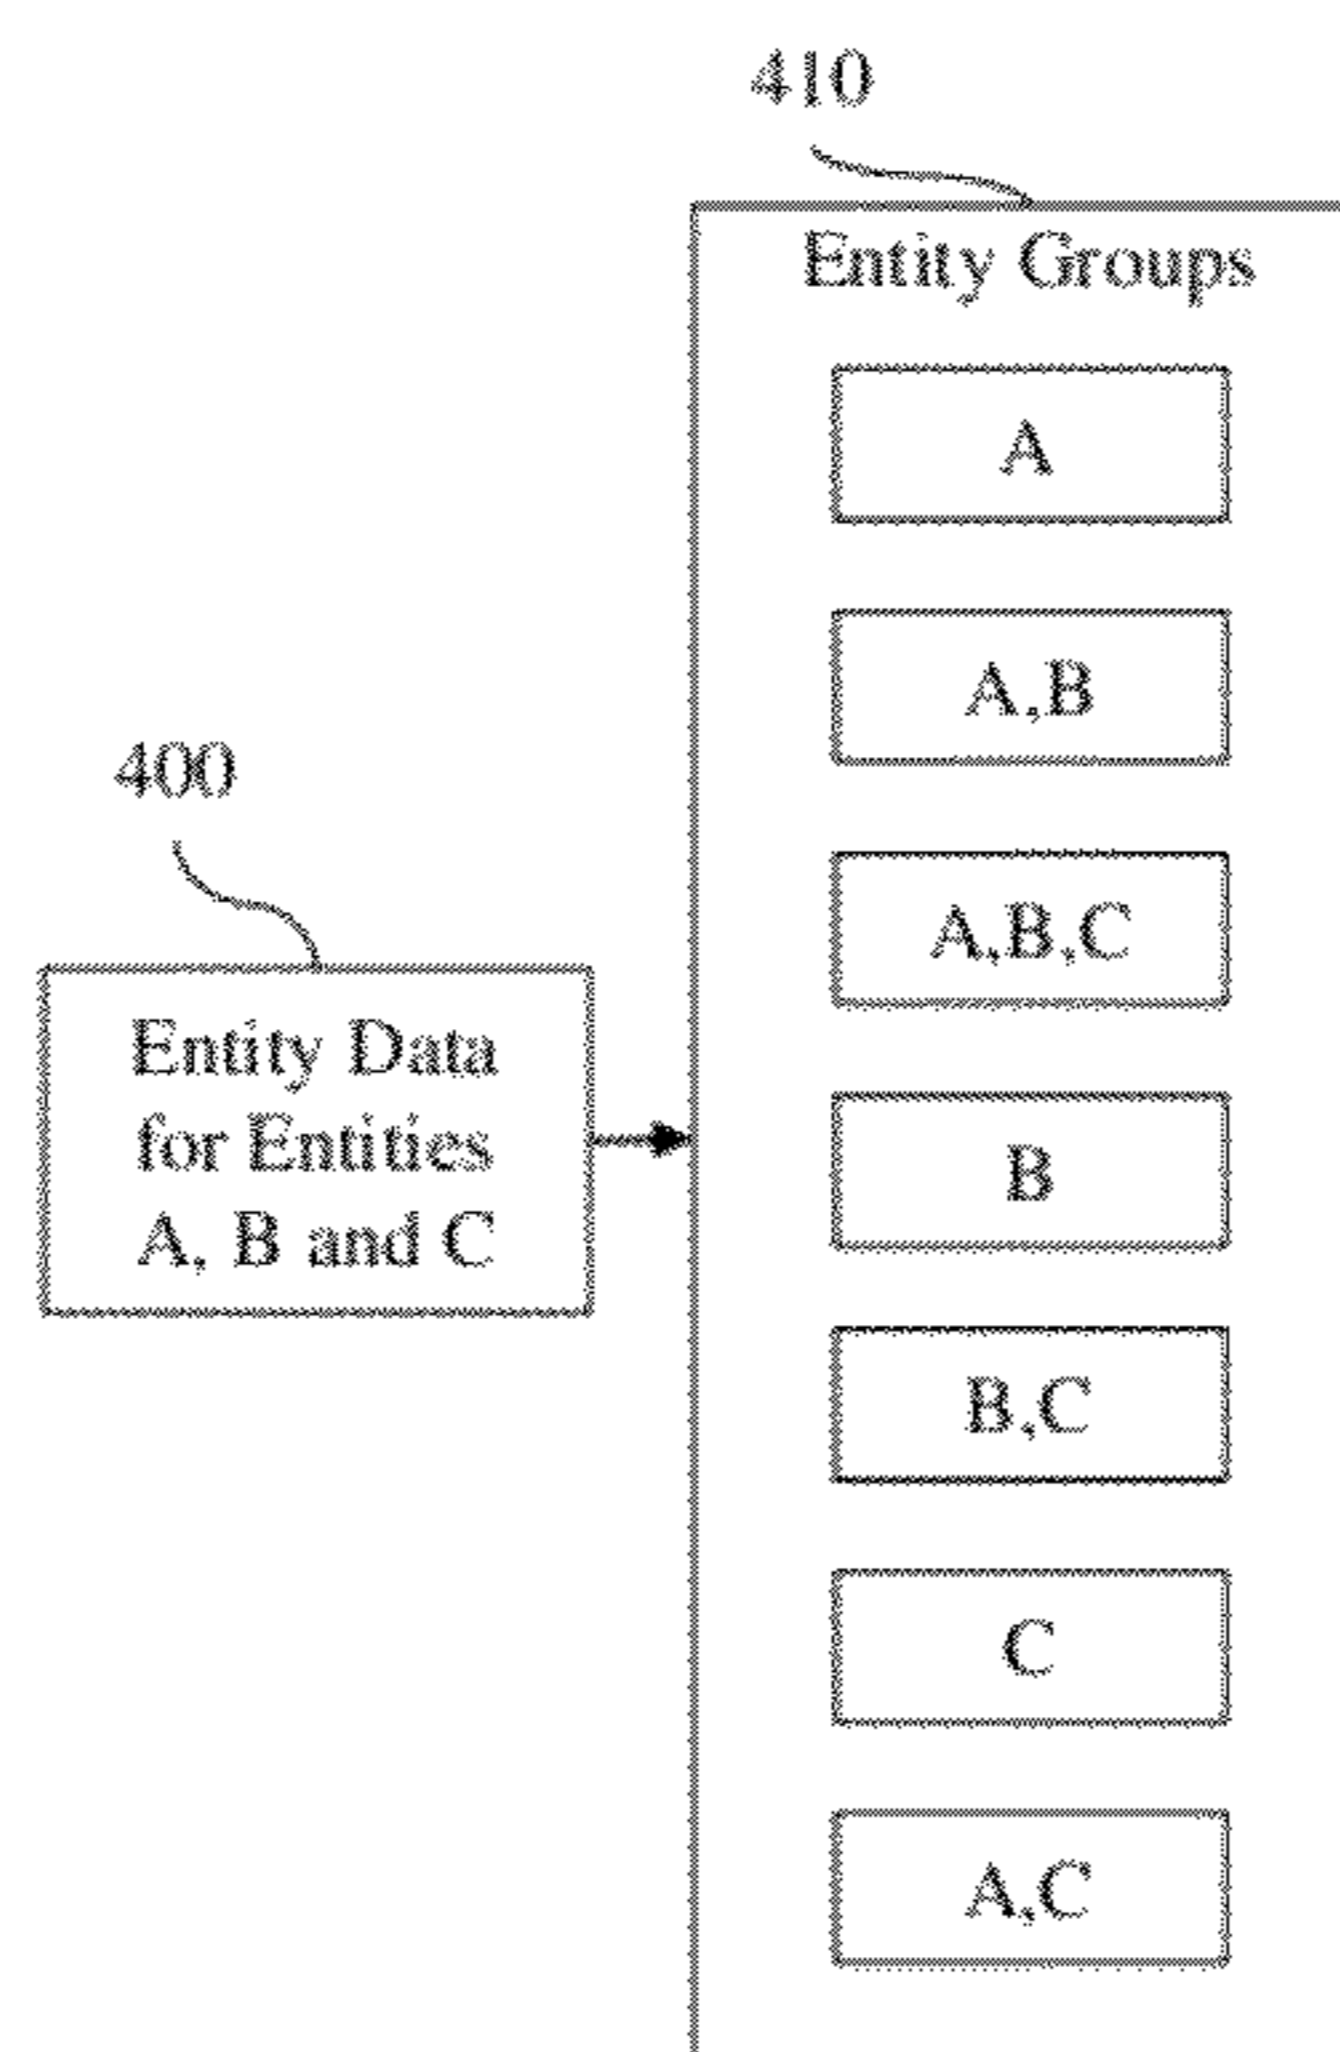 410
Entity Groups
A
A,B
A,B,C
400
Entity Data
for Entities
A, B and C
B
B,C
C
A,C